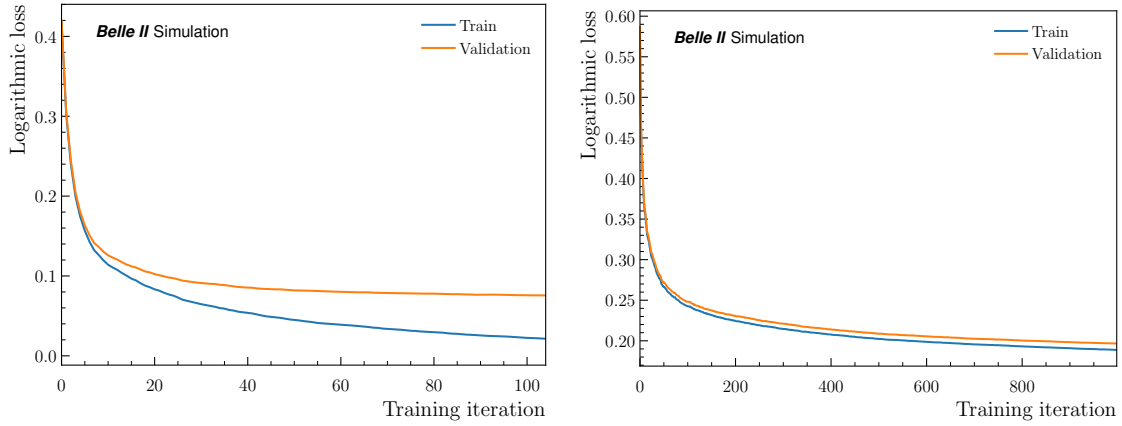 Logarithmic loss
Belle II Simulation
Train
Validation
0.4
0.3
0.2
0.1
0.0
0 20 40 60 80 100
Training iteration
Logarithmic loss
Belle II Simulation
Train
Validation
0.60
0.55
0.50
0.45
0.40
0.35
0.30
0.25
0.20
0 200 400 600 800
Training iteration